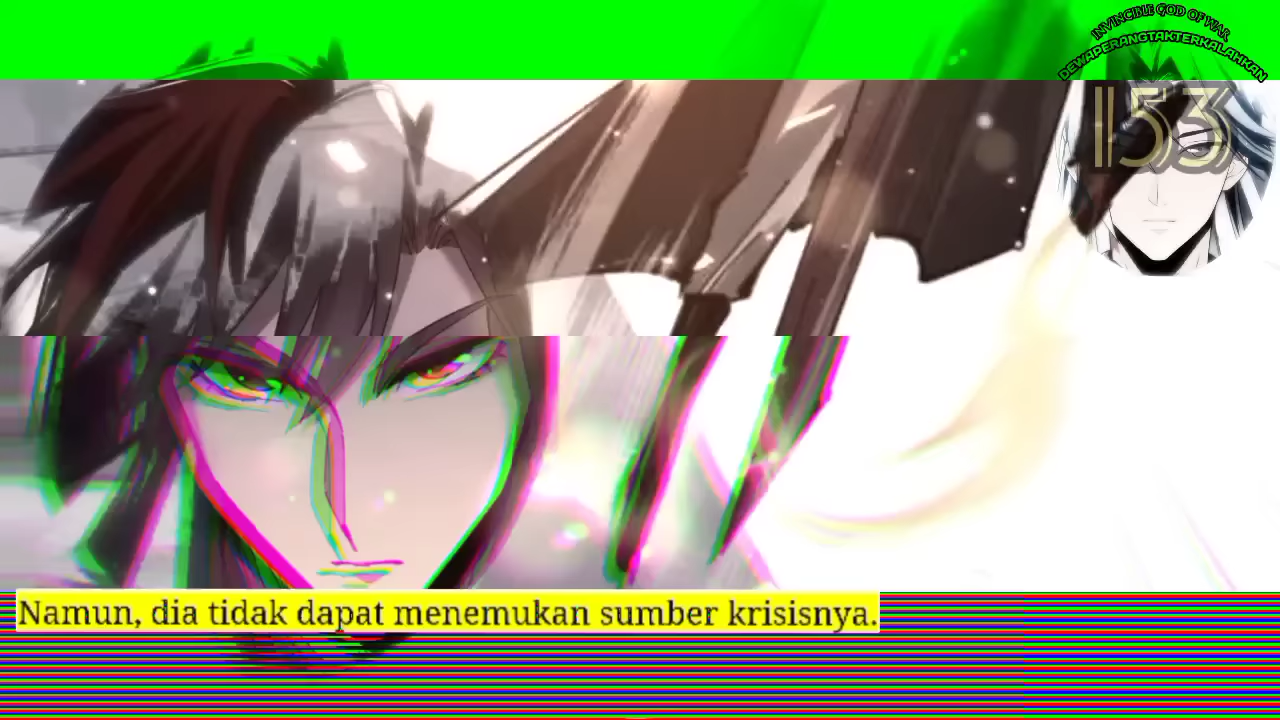 INVINCIBLE GOD OF WAR
DEWAPERANGTAKTERKALAHKAN
153
Namun, dia tidak dapat menemukan sumber krisisnya.